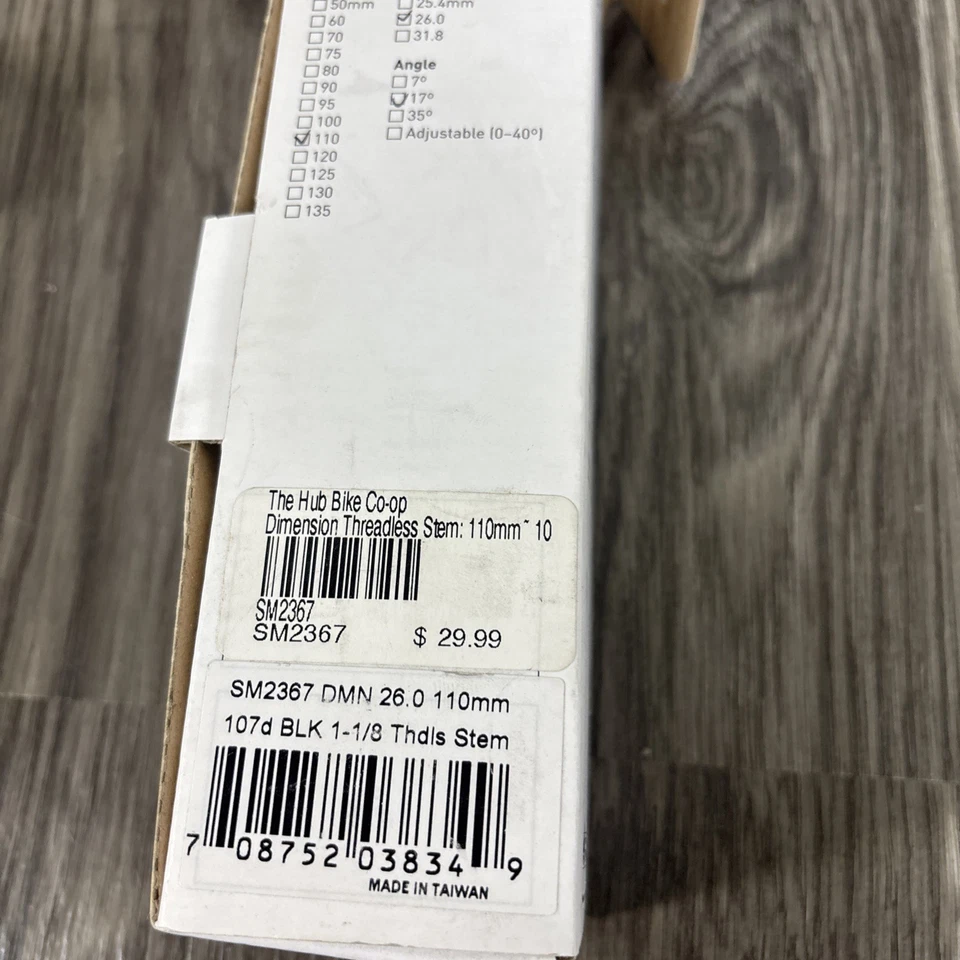 50mm
60
70
75
80
90
95
100
110
120
125
130
135
25.4mm
26.0
31.8
Angle
7°
17°
35°
Adjustable (0–40°)
The Hub Bike Co-op
Dimension Threadless Stem: 110mm ~ 10
SM2367
SM2367 $ 29.99
SM2367 DMN 26.0 110mm
107d BLK 1-1/8 Thdls Stem
7 08752 03834 9
MADE IN TAIWAN